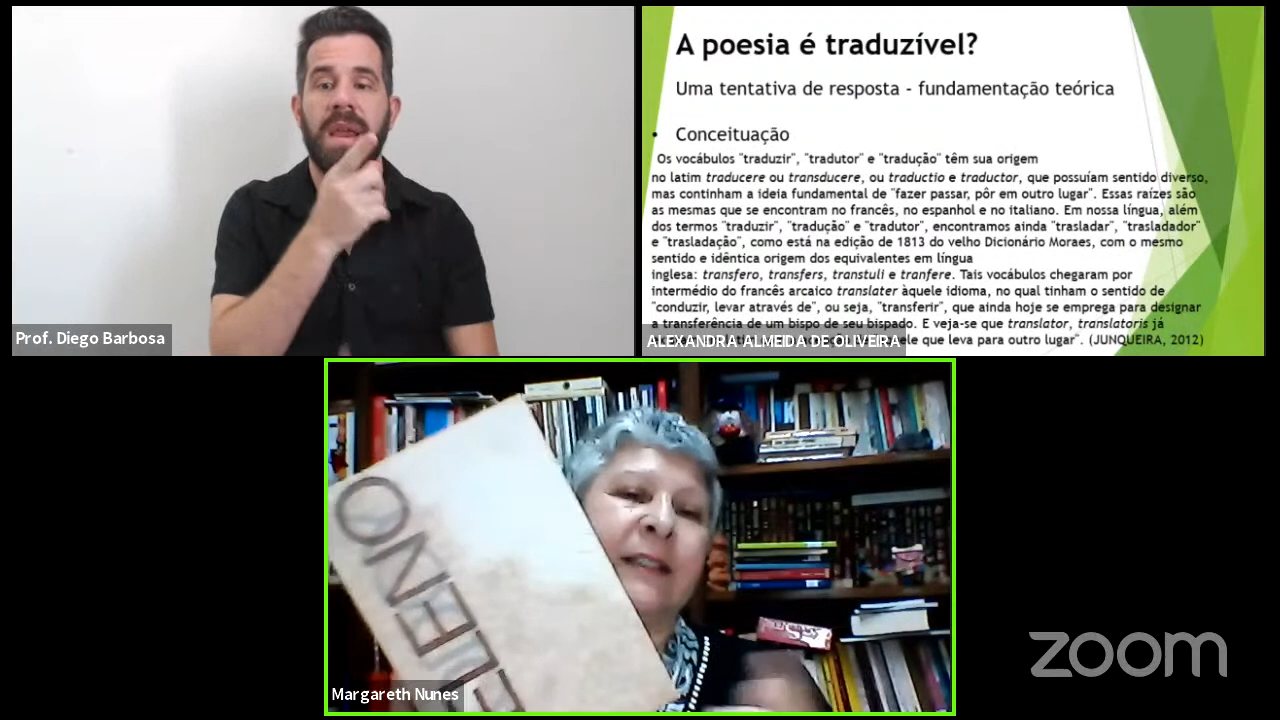 A poesia é traduzível?
Uma tentativa de resposta - fundamentação teórica
• Conceituação
Os vocábulos "traduzir", "tradutor" e "tradução" têm sua origem
no latim traducere ou transducere, ou traductio e traductor, que possuíam sentido diverso,
mas continham a ideia fundamental de "fazer passar, pôr em outro lugar". Essas raízes são
as mesmas que se encontram no francês, no espanhol e no italiano. Em nossa língua, além
dos termos "traduzir", "tradução" e "tradutor", encontramos ainda "trasladar", "trasladador"
e "trasladação", como está na edição de 1813 do velho Dicionário Moraes, com o mesmo
sentido e idêntica origem dos equivalentes em língua
inglesa: transfero, transfers, transtuli e tranfere. Tais vocábulos chegaram por
intermédio do francês arcaico translater àquele idioma, no qual tinham o sentido de
"conduzir, levar através de", ou seja, "transferir", que ainda hoje se emprega para designar
a transferência de um bispo de seu bispado. E veja-se que translator, translatoris já
ele que leva para outro lugar". (JUNQUEIRA, 2012)
Prof. Diego Barbosa
ALEXANDRA ALMEIDA DE OLIVEIRA
Margareth Nunes
zoom